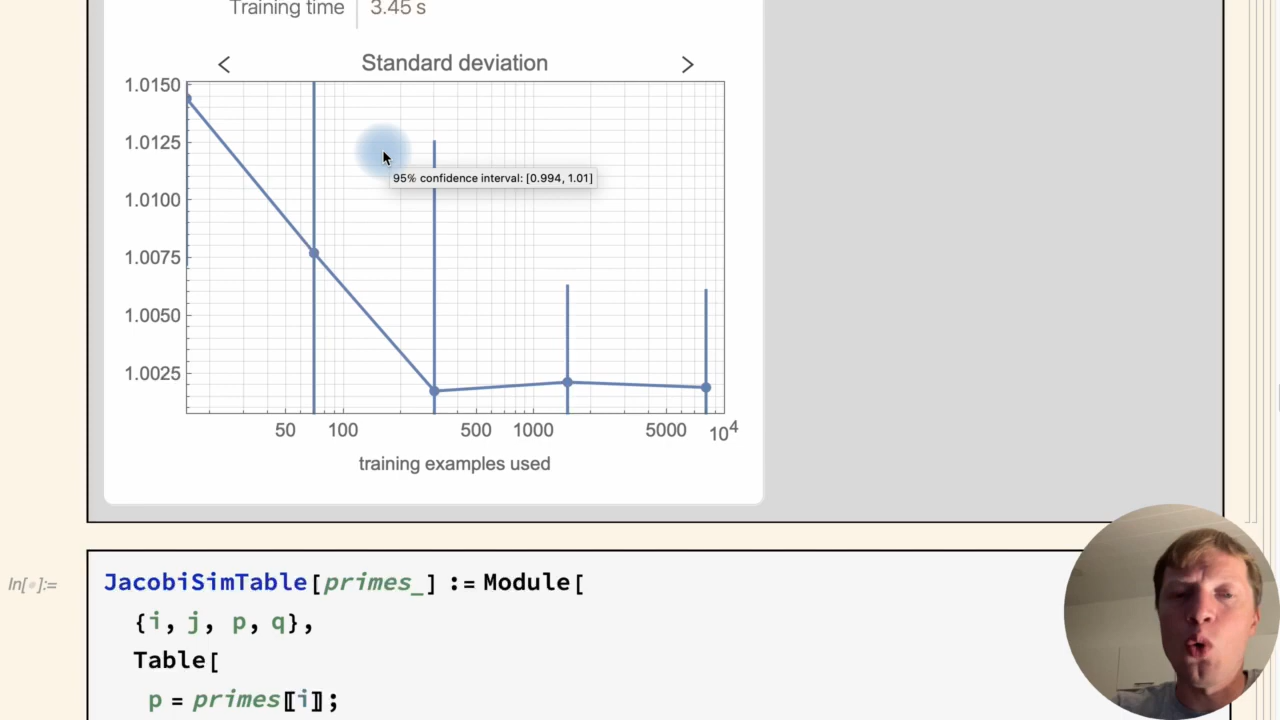 Training time 3.45 s
Standard deviation
1.0150
1.0125
1.0100
1.0075
1.0050
1.0025
95% confidence interval: [0.994, 1.01]
50 100 500 1000 5000 10⁴
training examples used
In[ ]:=
JacobiSimTable[primes_] := Module[
{i, j, p, q},
Table[
p = primes[[i]];